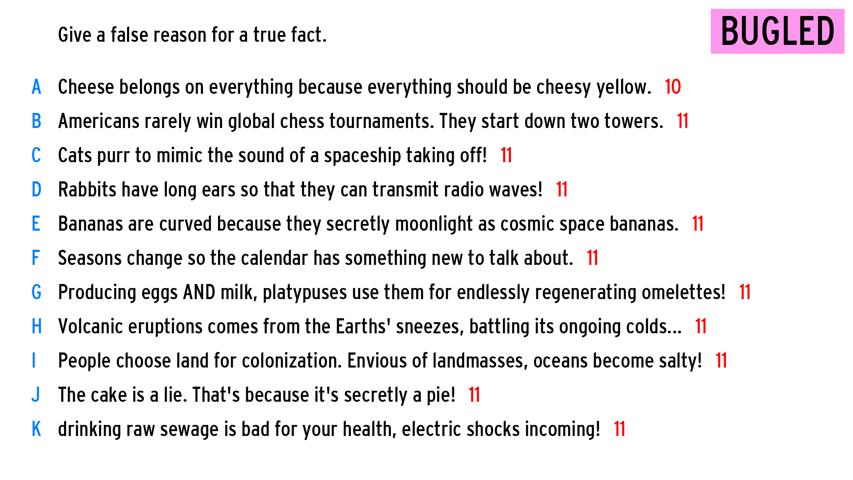 Give a false reason for a true fact.
BUGLED
A Cheese belongs on everything because everything should be cheesy yellow. 10
B Americans rarely win global chess tournaments. They start down two towers. 11
C Cats purr to mimic the sound of a spaceship taking off! 11
D Rabbits have long ears so that they can transmit radio waves! 11
E Bananas are curved because they secretly moonlight as cosmic space bananas. 11
F Seasons change so the calendar has something new to talk about. 11
G Producing eggs AND milk, platypuses use them for endlessly regenerating omelettes! 11
H Volcanic eruptions comes from the Earths' sneezes, battling its ongoing colds... 11
I People choose land for colonization. Envious of landmasses, oceans become salty! 11
J The cake is a lie. That's because it's secretly a pie! 11
K drinking raw sewage is bad for your health, electric shocks incoming! 11